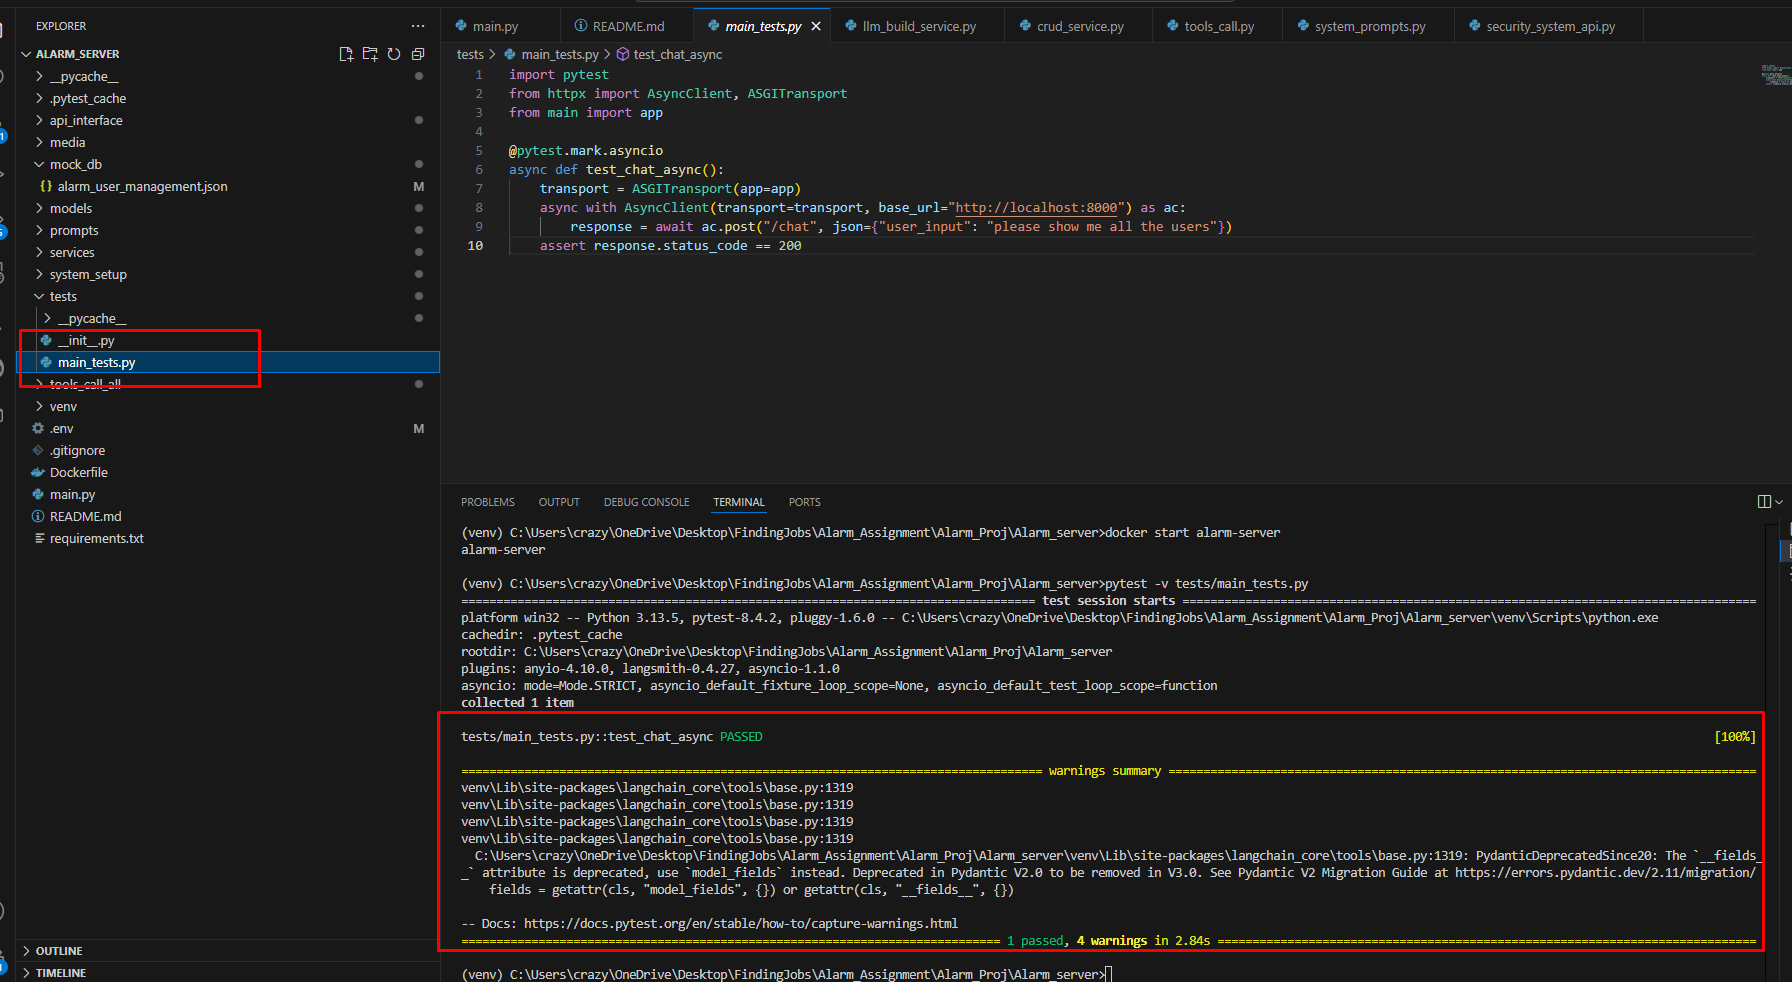 EXPLORER
···
ALARM_SERVER
__pycache__
.pytest_cache
api_interface
media
mock_db
{} alarm_user_management.json M
models
prompts
services
system_setup
tests
__pycache__
__init__.py
main_tests.py
tools_call_all
venv
.env M
.gitignore
Dockerfile
main.py
README.md
requirements.txt
OUTLINE
TIMELINE
main.py README.md main_tests.py llm_build_service.py crud_service.py tools_call.py system_prompts.py security_system_api.py
tests > main_tests.py > test_chat_async
1 import pytest
2 from httpx import AsyncClient, ASGITransport
3 from main import app
4
5 @pytest.mark.asyncio
6 async def test_chat_async():
7 transport = ASGITransport(app=app)
8 async with AsyncClient(transport=transport, base_url="http://localhost:8000") as ac:
9 response = await ac.post("/chat", json={"user_input": "please show me all the users"})
10 assert response.status_code == 200
PROBLEMS OUTPUT DEBUG CONSOLE TERMINAL PORTS
(venv) C:\Users\crazy\OneDrive\Desktop\FindingJobs\Alarm_Assignment\Alarm_Proj\Alarm_server>docker start alarm-server
alarm-server
(venv) C:\Users\crazy\OneDrive\Desktop\FindingJobs\Alarm_Assignment\Alarm_Proj\Alarm_server>pytest -v tests/main_tests.py
test session starts
platform win32 -- Python 3.13.5, pytest-8.4.2, pluggy-1.6.0 -- C:\Users\crazy\OneDrive\Desktop\FindingJobs\Alarm_Assignment\Alarm_Proj\Alarm_server\venv\Scripts\python.exe
cachedir: .pytest_cache
rootdir: C:\Users\crazy\OneDrive\Desktop\FindingJobs\Alarm_Assignment\Alarm_Proj\Alarm_server
plugins: anyio-4.10.0, langsmith-0.4.27, asyncio-1.1.0
asyncio: mode=Mode.STRICT, asyncio_default_fixture_loop_scope=None, asyncio_default_test_loop_scope=function
collected 1 item
tests/main_tests.py::test_chat_async PASSED [100%]
warnings summary
venv\Lib\site-packages\langchain_core\tools\base.py:1319
venv\Lib\site-packages\langchain_core\tools\base.py:1319
venv\Lib\site-packages\langchain_core\tools\base.py:1319
venv\Lib\site-packages\langchain_core\tools\base.py:1319
C:\Users\crazy\OneDrive\Desktop\FindingJobs\Alarm_Assignment\Alarm_Proj\Alarm_server\venv\Lib\site-packages\langchain_core\tools\base.py:1319: PydanticDeprecatedSince20: The `__fields_
_` attribute is deprecated, use `model_fields` instead. Deprecated in Pydantic V2.0 to be removed in V3.0. See Pydantic V2 Migration Guide at https://errors.pydantic.dev/2.11/migration/
fields = getattr(cls, "model_fields", {}) or getattr(cls, "__fields__", {})
-- Docs: https://docs.pytest.org/en/stable/how-to/capture-warnings.html
1 passed, 4 warnings in 2.84s
(venv) C:\Users\crazy\OneDrive\Desktop\FindingJobs\Alarm_Assignment\Alarm_Proj\Alarm_server>